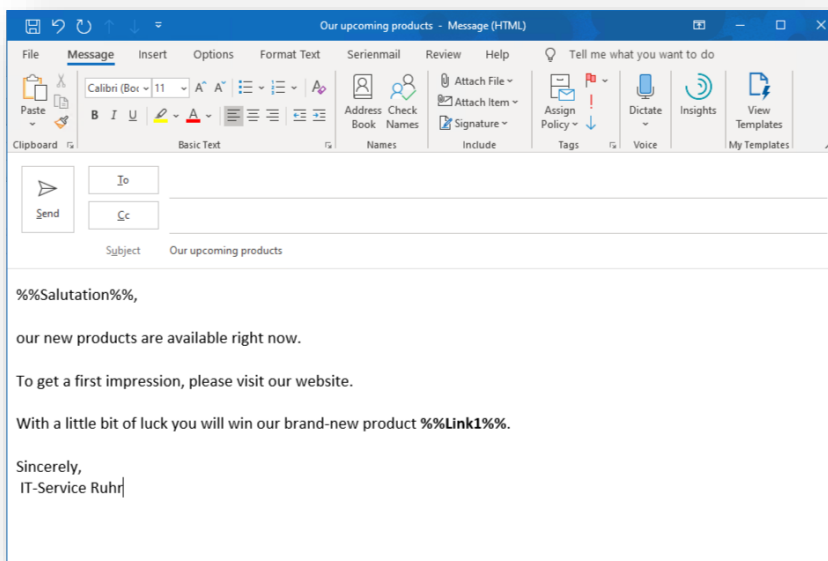 Our upcoming products - Message (HTML)
File Message Insert Options Format Text Serienmail Review Help Tell me what you want to do
Paste
Calibri (Boc 11
B I U
Address Book
Check Names
Attach File
Attach Item
Signature
Assign Policy
Dictate
Insights
View Templates
Clipboard Basic Text Names Include Tags Voice My Templates
Send
To
Cc
Subject Our upcoming products
%%Salutation%%,
our new products are available right now.
To get a first impression, please visit our website.
With a little bit of luck you will win our brand-new product %%Link1%%.
Sincerely,
IT-Service Ruhr